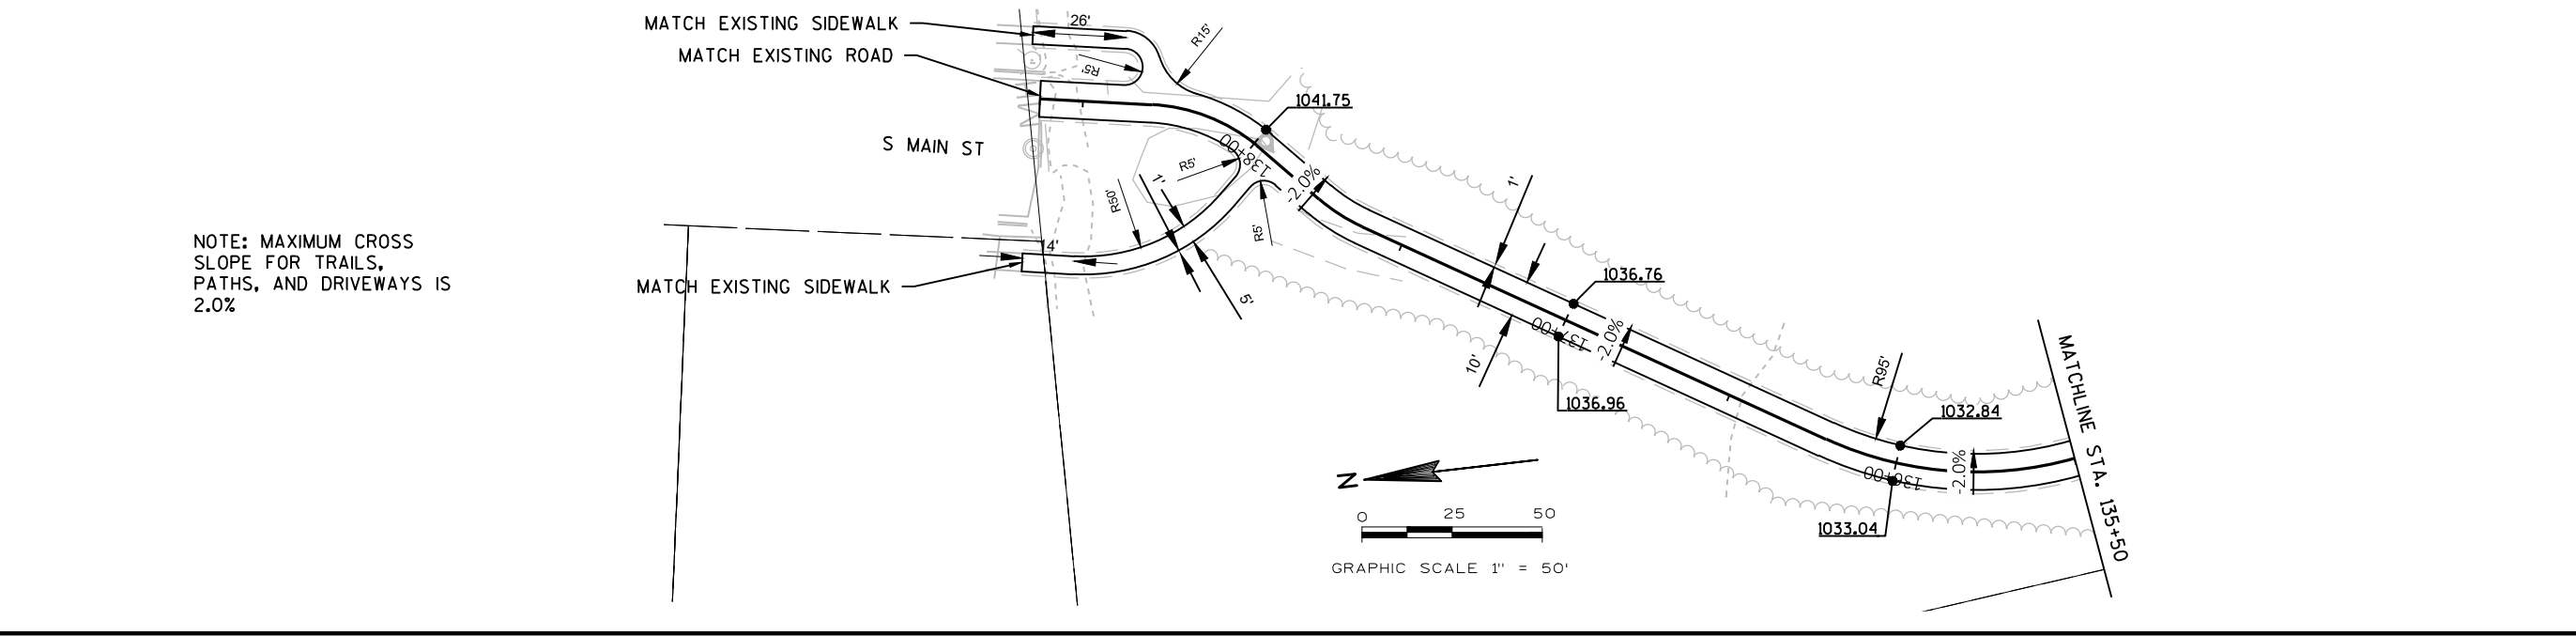 MATCH EXISTING SIDEWALK
26'
R15'
MATCH EXISTING ROAD
R5'
1041.75
S MAIN ST
138+00
R5'
-2.0%
1'
R50'
1'
R5'
14'
NOTE: MAXIMUM CROSS
SLOPE FOR TRAILS,
PATHS, AND DRIVEWAYS IS
2.0%
MATCH EXISTING SIDEWALK
5'
1036.76
137+00
-2.0%
10'
1036.96
R95'
1032.84
MATCHLINE STA. 135+50
136+00
-2.0%
1033.04
N
0 25 50
GRAPHIC SCALE 1" = 50'